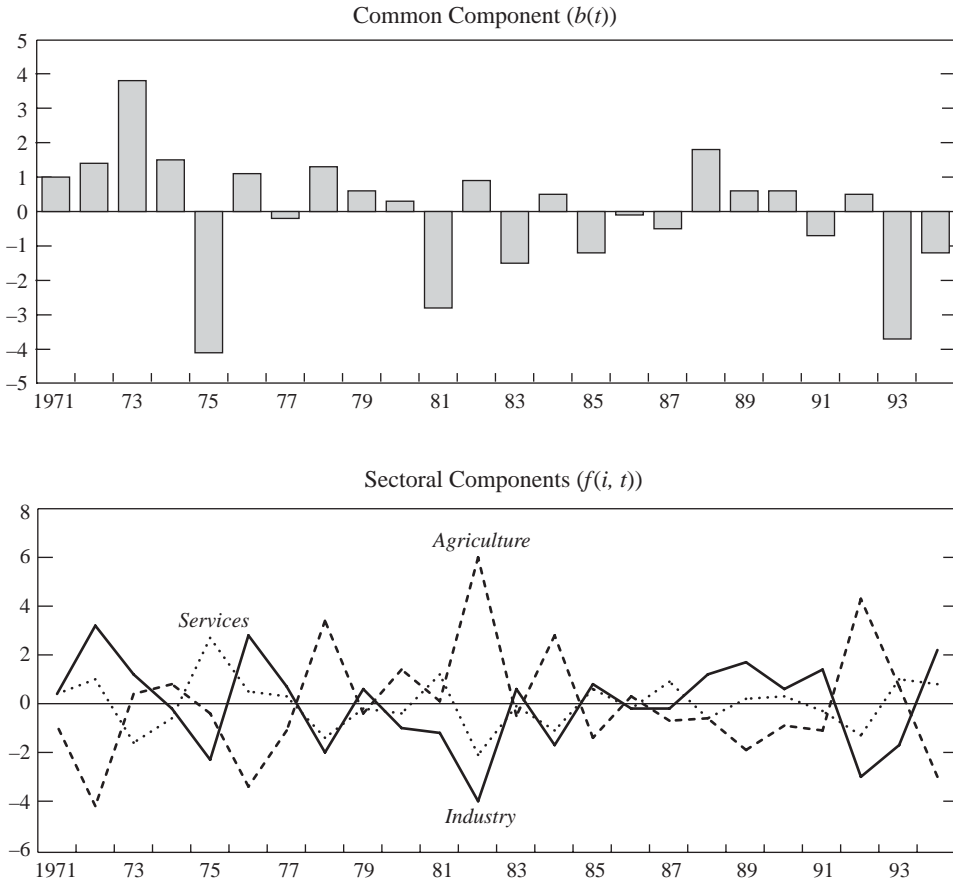 Common Component (b(t))
5
4
3
2
1
0
–1
–2
–3
–4
–5
1971 73 75 77 79 81 83 85 87 89 91 93
Sectoral Components (f(i, t))
8
6
4
2
0
–2
–4
–6
Agriculture
Services
Industry
1971 73 75 77 79 81 83 85 87 89 91 93